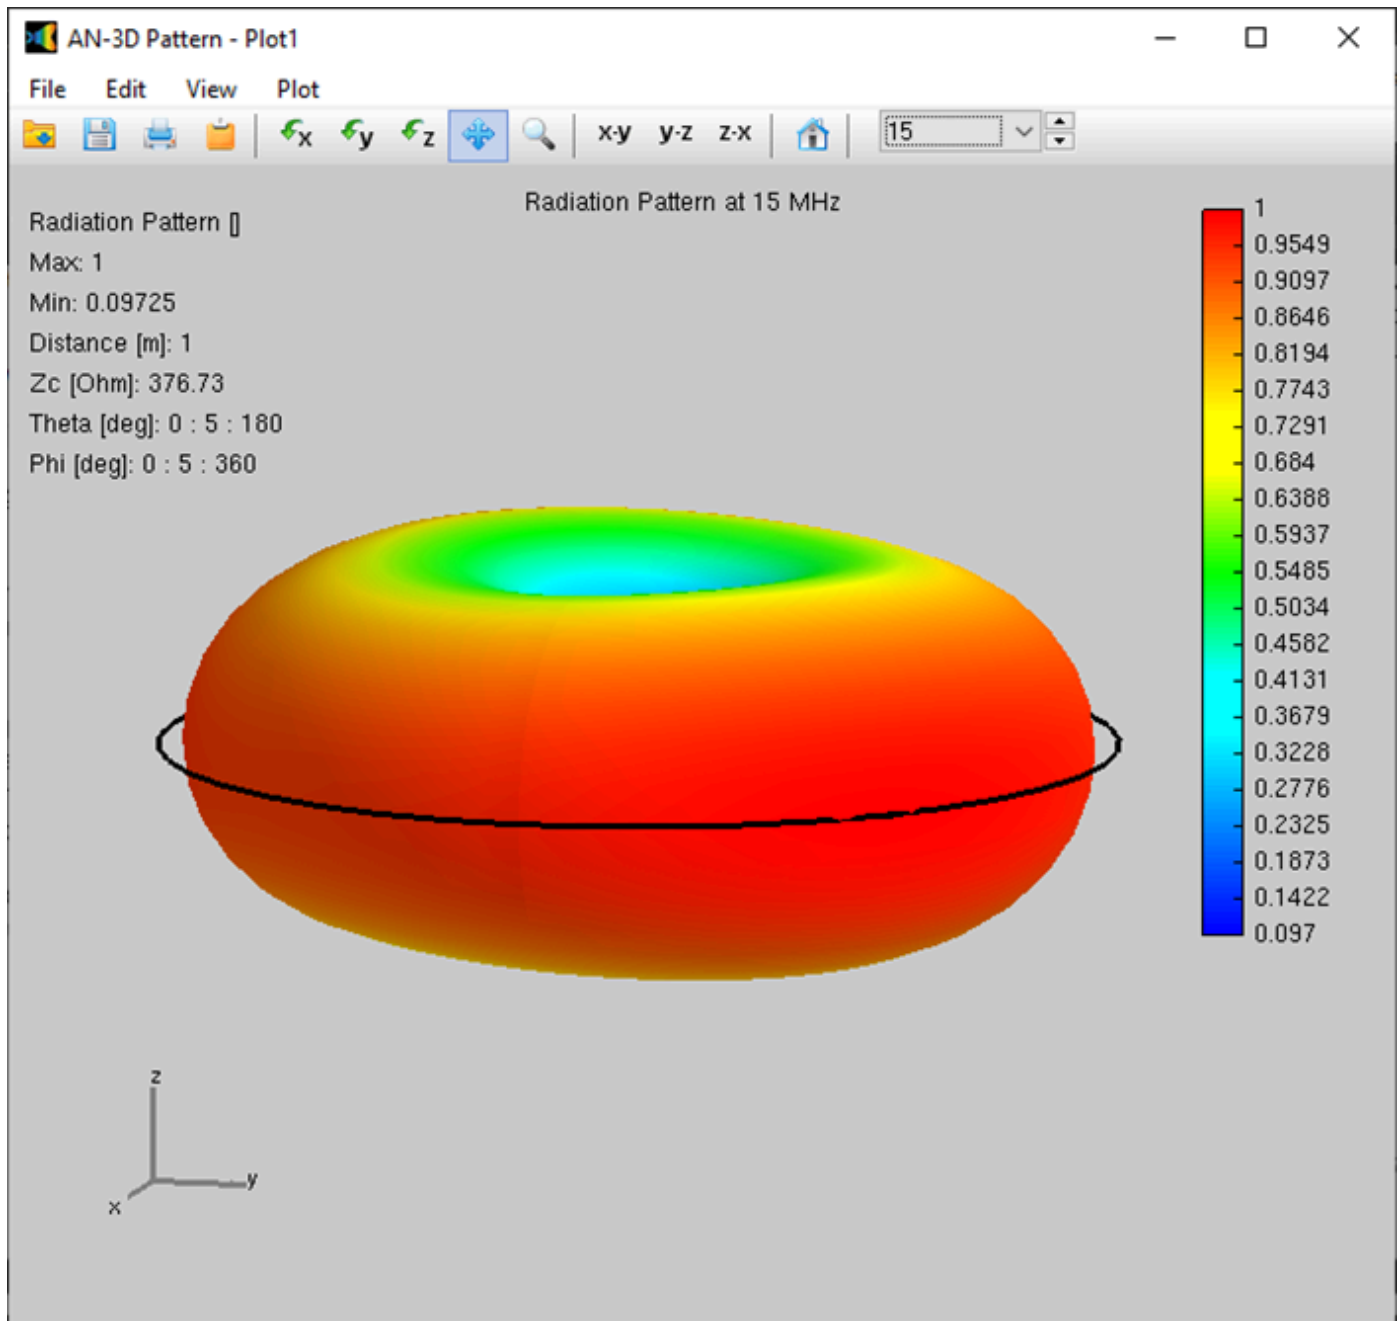 AN-3D Pattern - Plot1
File Edit View Plot
x y z x-y y-z z-x 15
Radiation Pattern at 15 MHz
Radiation Pattern []
Max: 1
Min: 0.09725
Distance [m]: 1
Zc [Ohm]: 376.73
Theta [deg]: 0 : 5 : 180
Phi [deg]: 0 : 5 : 360
1
0.9549
0.9097
0.8646
0.8194
0.7743
0.7291
0.684
0.6388
0.5937
0.5485
0.5034
0.4582
0.4131
0.3679
0.3228
0.2776
0.2325
0.1873
0.1422
0.097
z
y
x